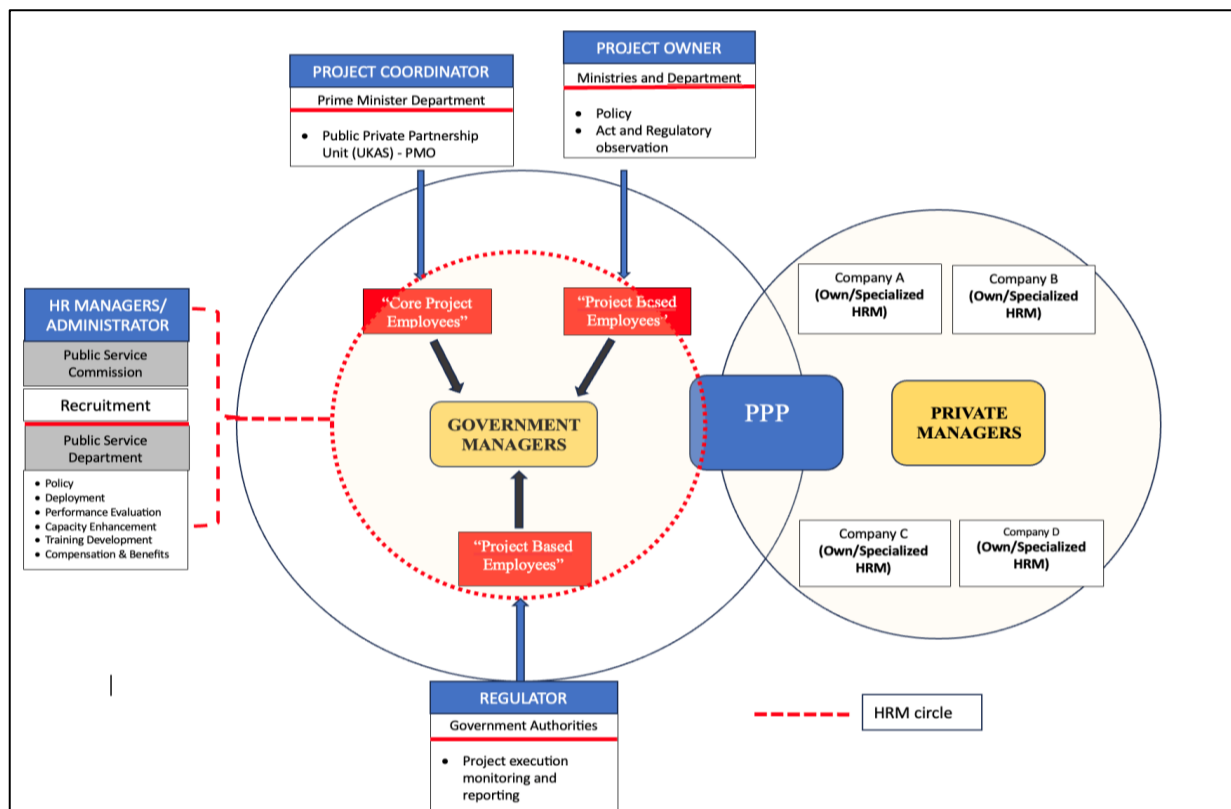 PROJECT COORDINATOR
Prime Minister Department
• Public Private Partnership
Unit (UKAS) - PMO
PROJECT OWNER
Ministries and Department
• Policy
• Act and Regulatory
observation
HR MANAGERS/
ADMINISTRATOR
Public Service
Commission
Recruitment
Public Service
Department
• Policy
• Deployment
• Performance Evaluation
• Capacity Enhancement
• Training Development
• Compensation & Benefits
“Core Project
Employees”
“Project Based
Employees”
GOVERNMENT
MANAGERS
“Project Based
Employees”
PPP
Company A
(Own/Specialized
HRM)
Company B
(Own/Specialized
HRM)
PRIVATE
MANAGERS
Company C
(Own/Specialized
HRM)
Company D
(Own/Specialized
HRM)
REGULATOR
Government Authorities
• Project execution
monitoring and
reporting
HRM circle